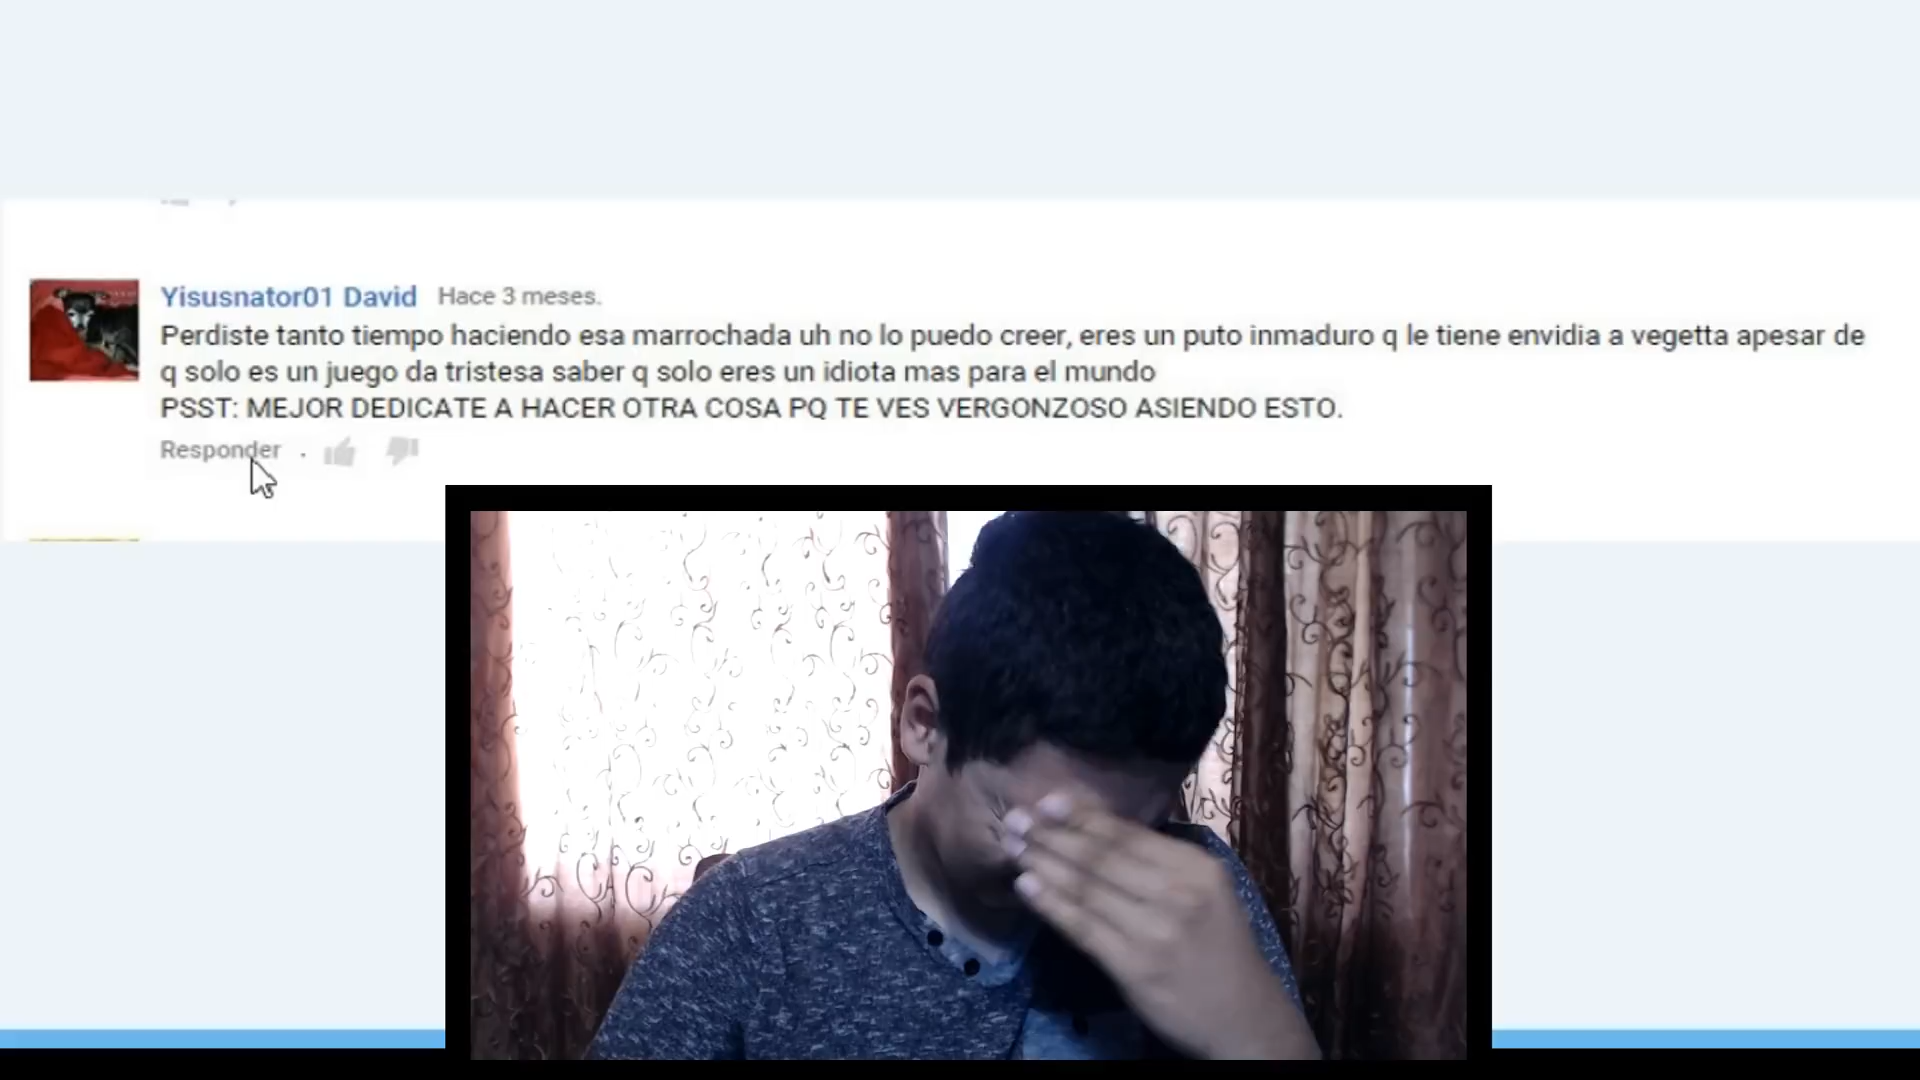 Yisusnator01 David Hace 3 meses.
Perdiste tanto tiempo haciendo esa marrochada uh no lo puedo creer, eres un puto inmaduro q le tiene envidia a vegetta apesar de
q solo es un juego da tristesa saber q solo eres un idiota mas para el mundo
PSST: MEJOR DEDICATE A HACER OTRA COSA PQ TE VES VERGONZOSO ASIENDO ESTO.
Responder .